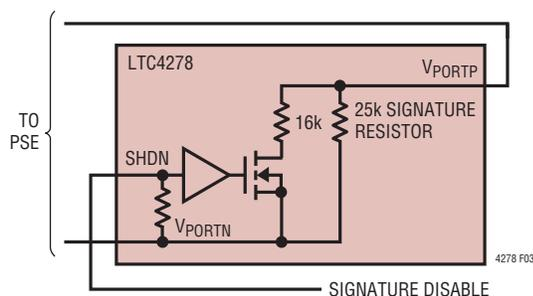 LTC4278
VPORTP
TO
PSE
16k
25k SIGNATURE
RESISTOR
SHDN
VPORTN
4278 F03
SIGNATURE DISABLE